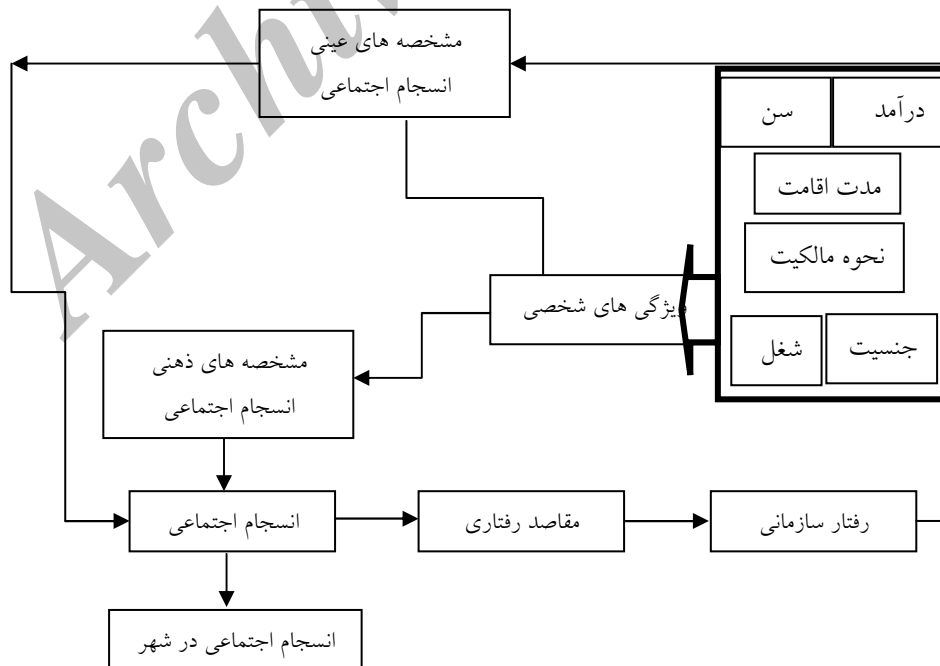 مشخصه های عینی
انسجام اجتماعی
درآمد
سن
مدت اقامت
نحوه مالکیت
ویژگی های شخصی
جنسیت
شغل
مشخصه های ذهنی
انسجام اجتماعی
انسجام اجتماعی
مقاصد رفتاری
رفتار سازمانی
انسجام اجتماعی در شهر